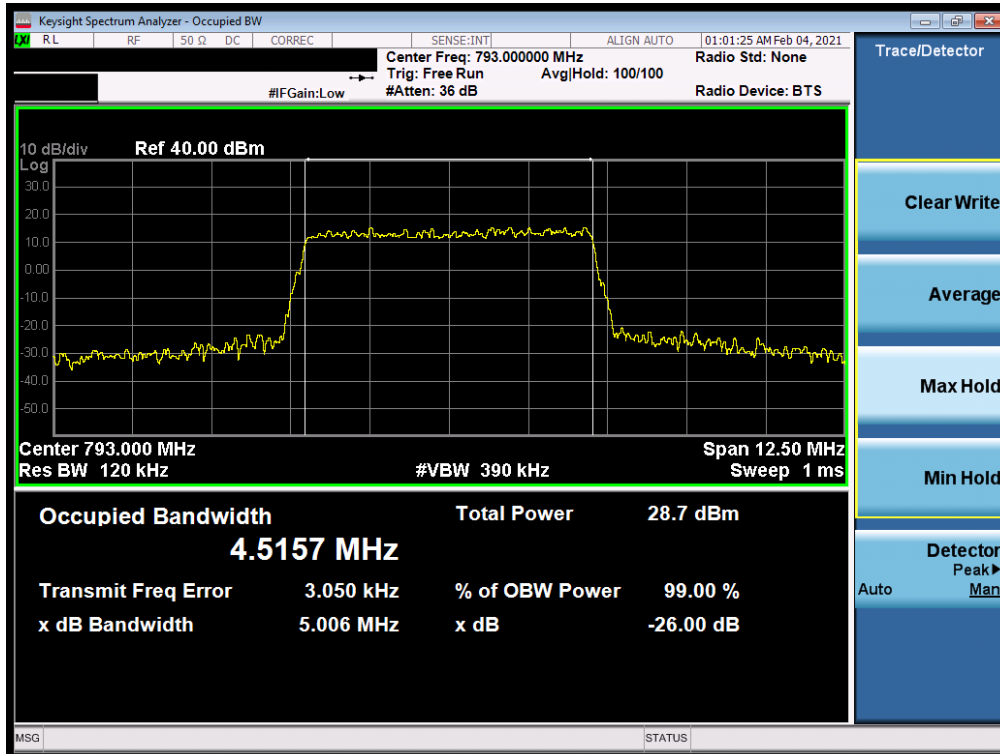 Keysight Spectrum Analyzer - Occupied BW
LXI RL RF 50 Ω DC CORREC SENSE:INT ALIGN AUTO 01:01:25 AM Feb 04, 2021
Center Freq: 793.000000 MHz Radio Std: None
Trig: Free Run Avg|Hold: 100/100
#IFGain:Low #Atten: 36 dB Radio Device: BTS
10 dB/div Ref 40.00 dBm
Log
30.0
20.0
10.0
0.00
-10.0
-20.0
-30.0
-40.0
-50.0
Center 793.000 MHz Span 12.50 MHz
Res BW 120 kHz #VBW 390 kHz Sweep 1 ms
Occupied Bandwidth Total Power 28.7 dBm
4.5157 MHz
Transmit Freq Error 3.050 kHz % of OBW Power 99.00 %
x dB Bandwidth 5.006 MHz x dB -26.00 dB
MSG STATUS
Trace/Detector
Clear Write
Average
Max Hold
Min Hold
Detector
Peak▶
Auto Man